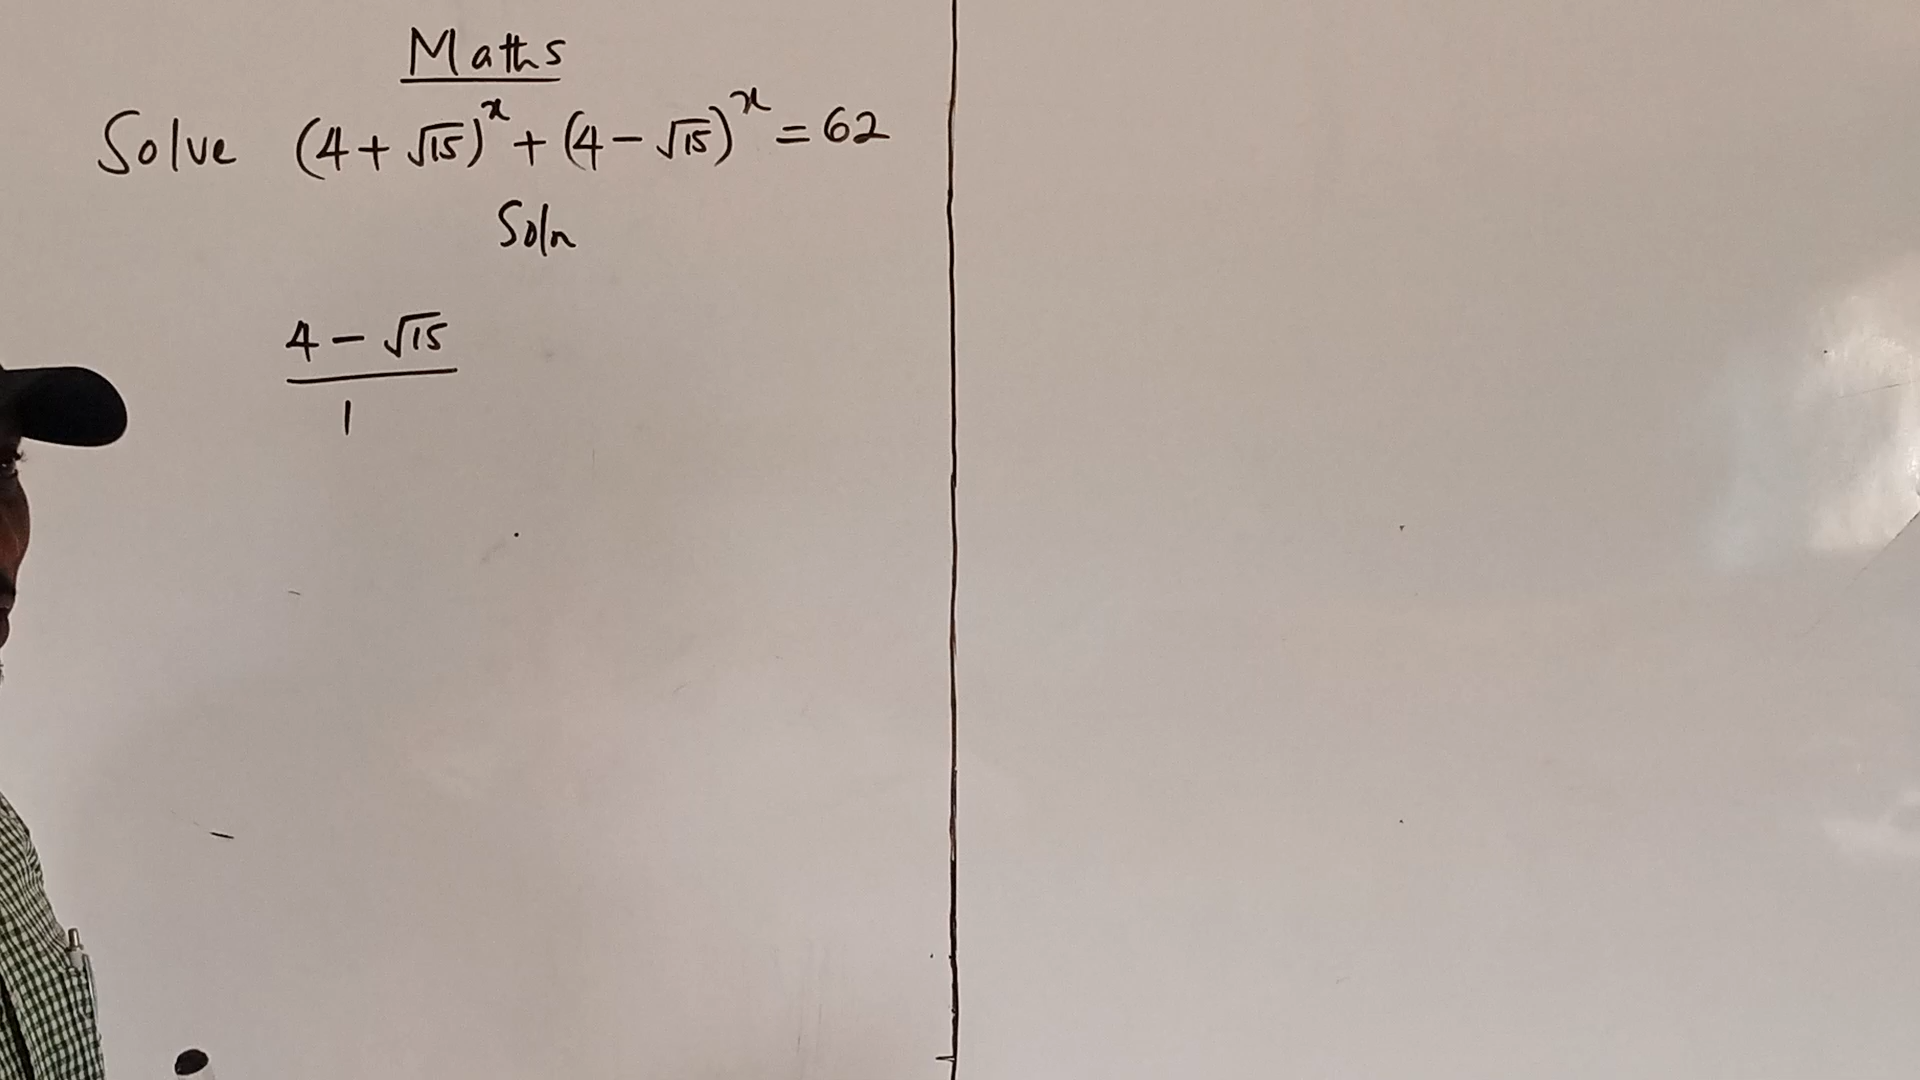 Maths
Solve (4 + √15)^x + (4 − √15)^x = 62
Soln
4 − √15
1